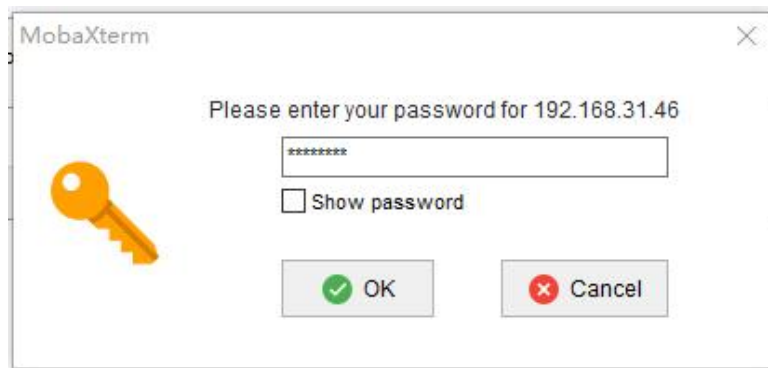 MobaXterm
Please enter your password for 192.168.31.46
********
Show password
OK
Cancel